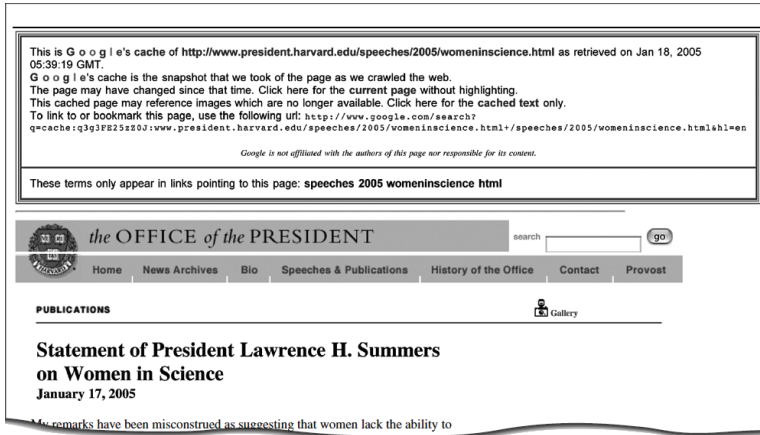 This is G o o g l e's cache of http://www.president.harvard.edu/speeches/2005/womeninscience.html as retrieved on Jan 18, 2005
05:39:19 GMT.
G o o g l e's cache is the snapshot that we took of the page as we crawled the web.
The page may have changed since that time. Click here for the current page without highlighting.
This cached page may reference images which are no longer available. Click here for the cached text only.
To link to or bookmark this page, use the following url: http://www.google.com/search?
q=cache:q3g3FE25zZ0J:www.president.harvard.edu/speeches/2005/womeninscience.html+/speeches/2005/womeninscience.html&hl=en
Google is not affiliated with the authors of this page nor responsible for its content.
These terms only appear in links pointing to this page: speeches 2005 womeninscience html
the OFFICE of the PRESIDENT
search go
HARVARD
Home News Archives Bio Speeches & Publications History of the Office Contact Provost
PUBLICATIONS
Gallery
Statement of President Lawrence H. Summers
on Women in Science
January 17, 2005
My remarks have been misconstrued as suggesting that women lack the ability to